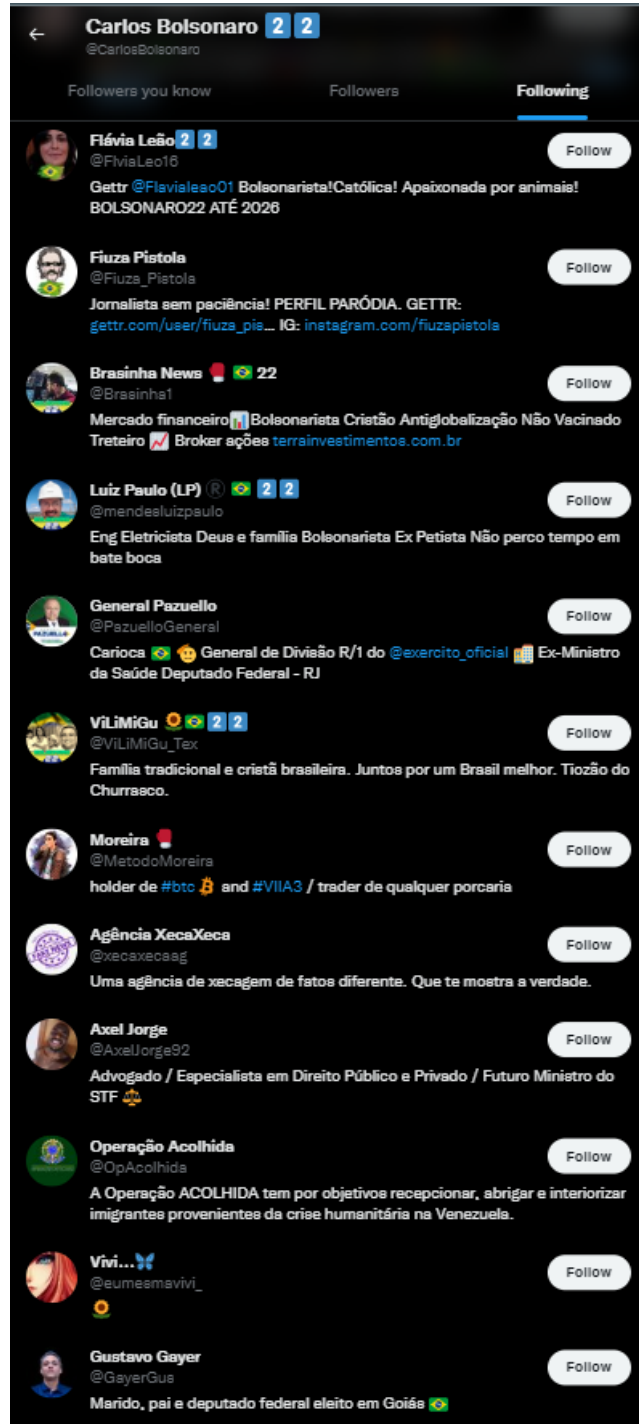 Carlos Bolsonaro 2️⃣ 2️⃣
@CarlosBolsonaro
Followers you know Followers Following
Flávia Leão2️⃣ 2️⃣
@FlviaLeo16
Follow
Gettr @Flavialeao01 Bolsonarista!Católica! Apaixonada por animais!
BOLSONARO22 ATÉ 2026
Fiuza Pistola
@Fiuza_Pistola
Follow
Jornalista sem paciência! PERFIL PARÓDIA. GETTR:
gettr.com/user/fiuza_pis... IG: instagram.com/fiuzapistola
Brasinha News 🥊 🇧🇷 22
@Brasinha1
Follow
Mercado financeiro📊Bolsonarista Cristão Antiglobalização Não Vacinado
Treteiro 📈 Broker ações terrainvestimentos.com.br
Luiz Paulo (LP) ®️ 🇧🇷 2️⃣ 2️⃣
@mendesluizpaulo
Follow
Eng Eletricista Deus e família Bolsonarista Ex Petista Não perco tempo em
bate boca
General Pazuello
@PazuelloGeneral
Follow
PAZUELLO
Carioca 🇧🇷 🫡 General de Divisão R/1 do @exercito_oficial 🏥 Ex-Ministro
da Saúde Deputado Federal - RJ
ViLiMiGu 🌻🇧🇷2️⃣ 2️⃣
@ViLiMiGu_Tex
Follow
Família tradicional e cristã brasileira. Juntos por um Brasil melhor. Tiozão do
Churrasco.
Moreira 🥊
@MetodoMoreira
Follow
holder de #btc and #VIIA3 / trader de qualquer porcaria
Agência XecaXeca
@xecaxecaag
Follow
FAKE NEWS
Uma agência de xecagem de fatos diferente. Que te mostra a verdade.
Axel Jorge
@AxelJorge92
Follow
Advogado / Especialista em Direito Público e Privado / Futuro Ministro do
STF ⚖️
Operação Acolhida
@OpAcolhida
Follow
A Operação ACOLHIDA tem por objetivos recepcionar, abrigar e interiorizar
imigrantes provenientes da crise humanitária na Venezuela.
Vivi...🦋
@eumesmavivi_
Follow
🌻
Gustavo Gayer
@GayerGus
Follow
Marido, pai e deputado federal eleito em Goiás 🇧🇷